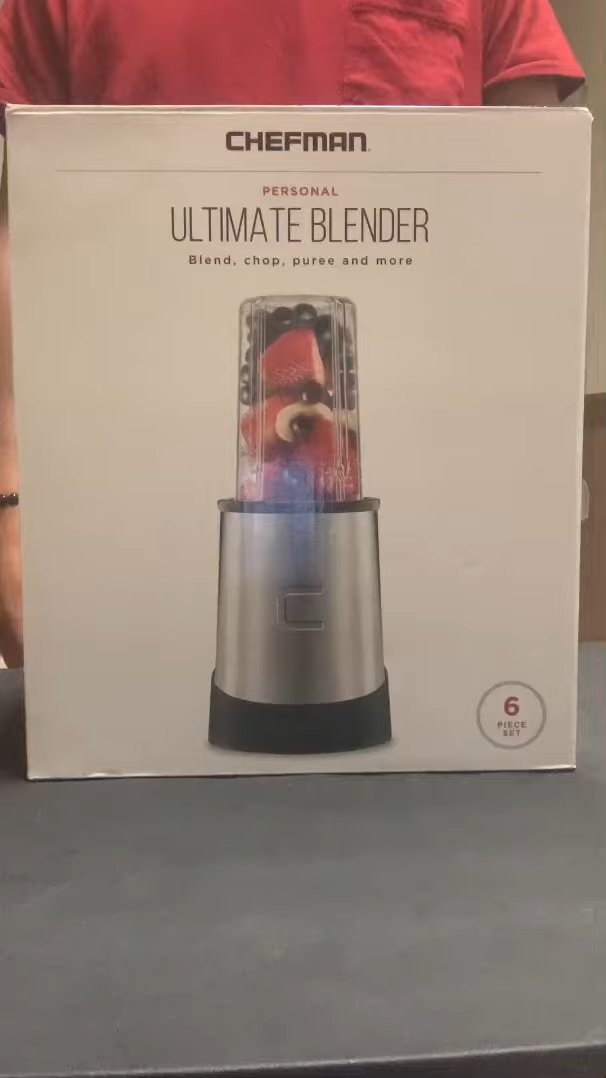 CHEFMAN
PERSONAL
ULTIMATE BLENDER
Blend, chop, puree and more
6
PIECE
SET